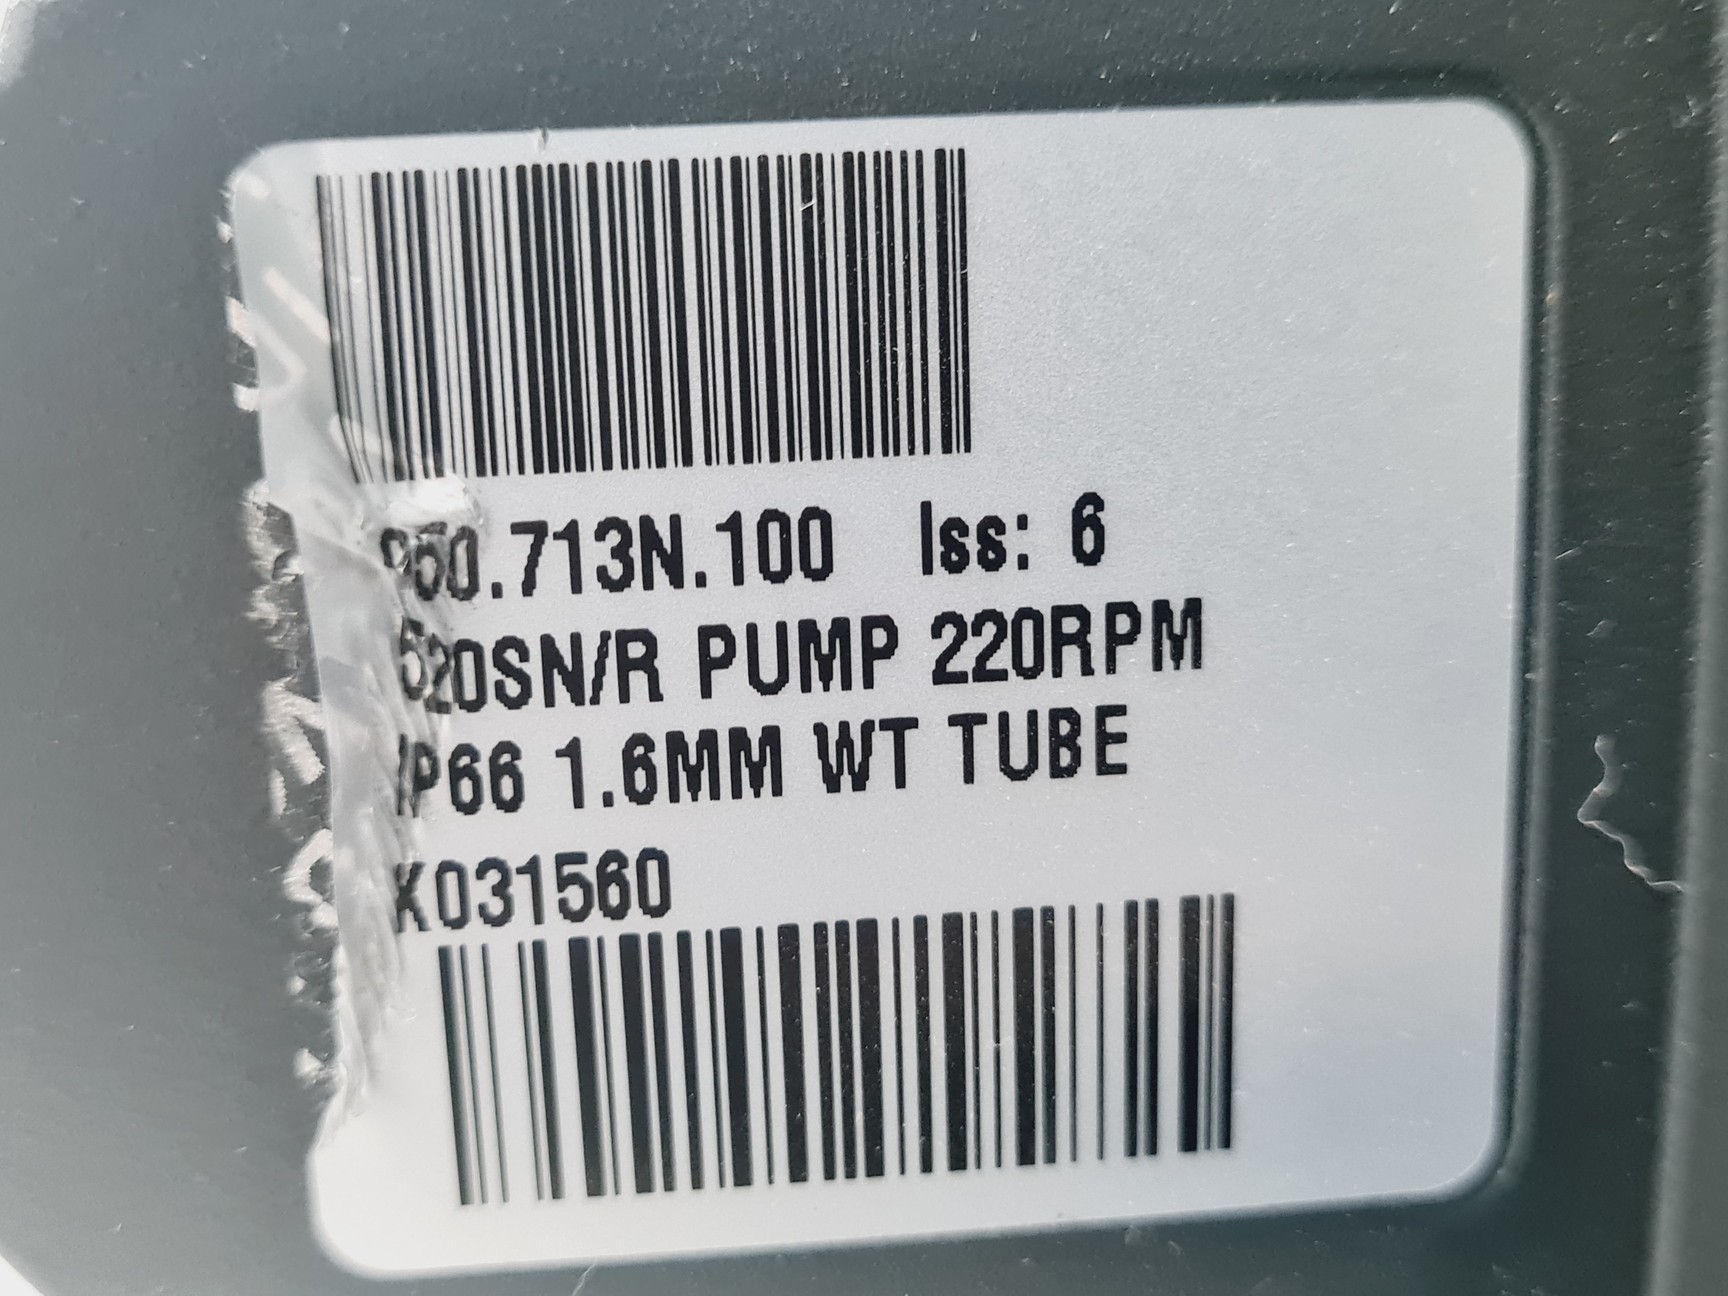 050.713N.100 Iss: 6
520SN/R PUMP 220RPM
IP66 1.6MM WT TUBE
K031560